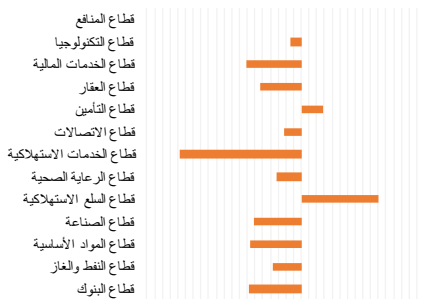 قطاع المنافع
قطاع التكنولوجيا
قطاع الخدمات المالية
قطاع العقار
قطاع التأمين
قطاع الاتصالات
قطاع الخدمات الاستهلاكية
قطاع الرعاية الصحية
قطاع السلع الاستهلاكية
قطاع الصناعة
قطاع المواد الأساسية
قطاع النفط والغاز
قطاع البنوك